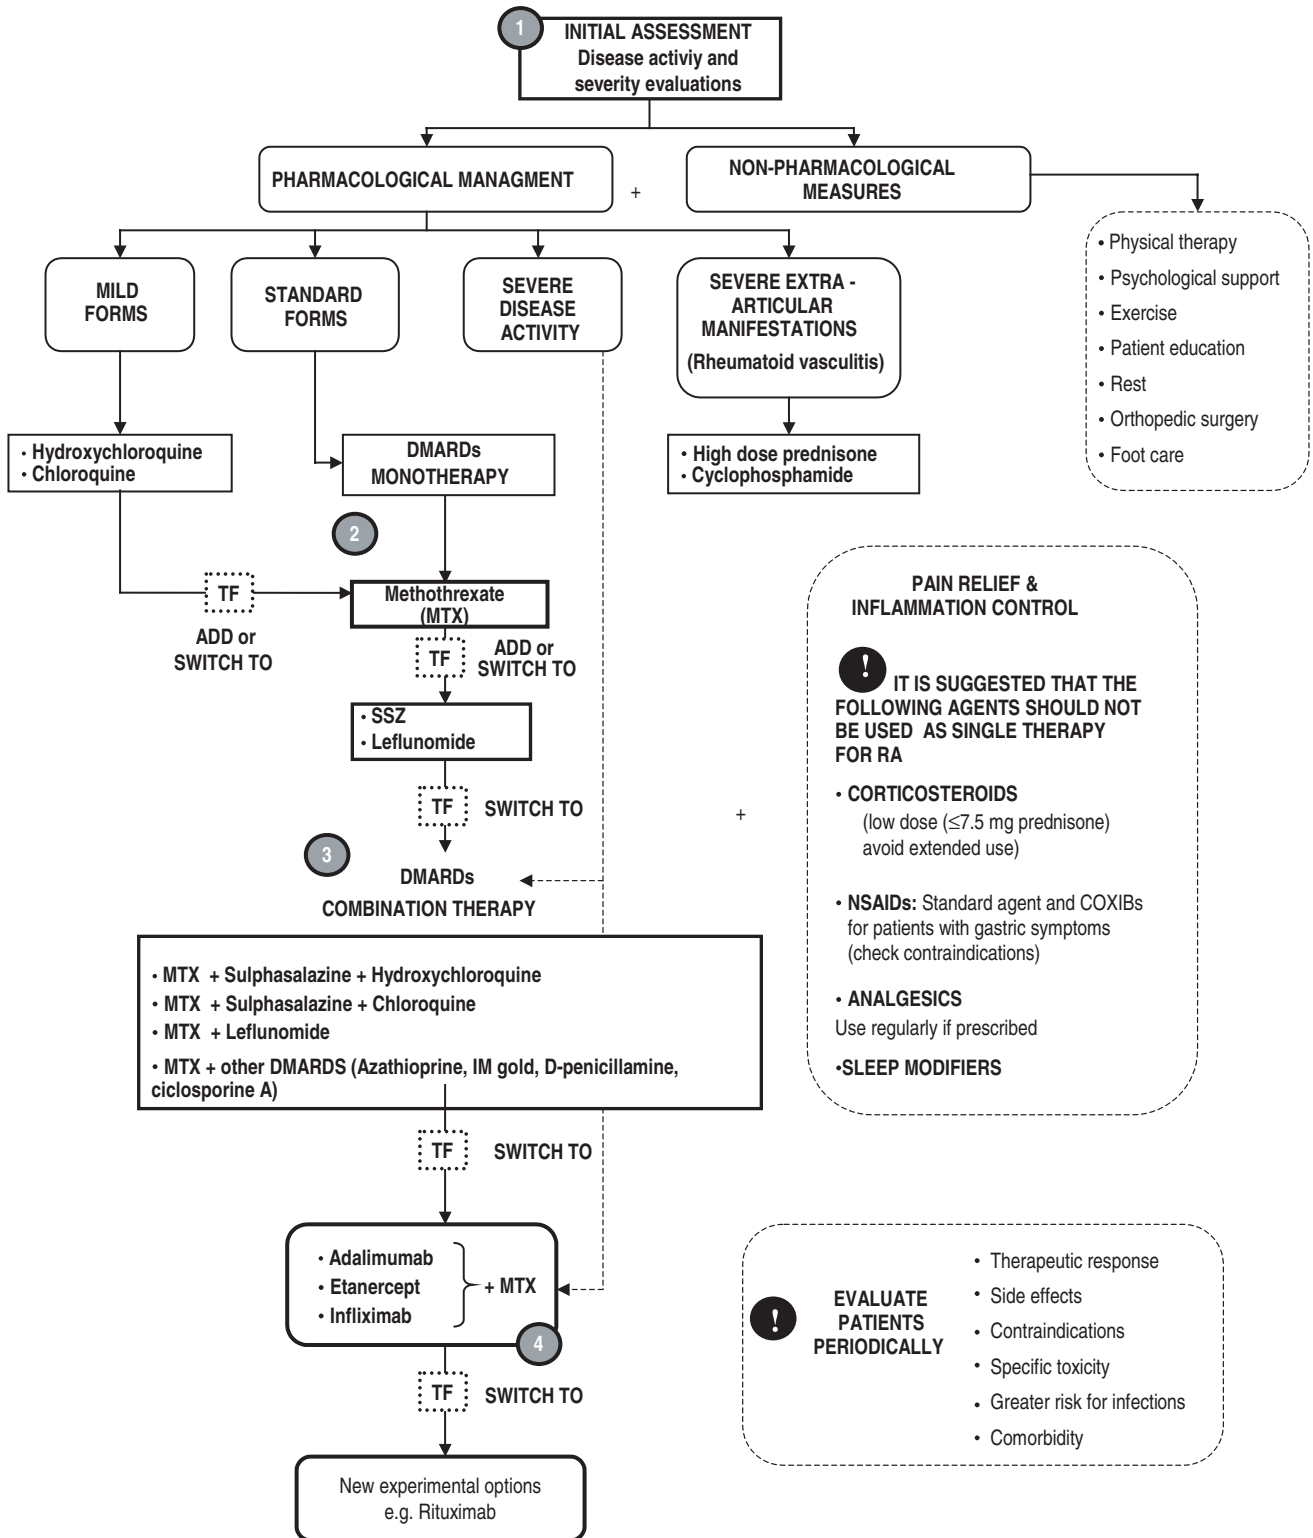 1
INITIAL ASSESSMENT
Disease activiy and
severity evaluations
PHARMACOLOGICAL MANAGMENT
+
NON-PHARMACOLOGICAL
MEASURES
• Physical therapy
• Psychological support
• Exercise
• Patient education
• Rest
• Orthopedic surgery
• Foot care
MILD
FORMS
STANDARD
FORMS
SEVERE
DISEASE
ACTIVITY
SEVERE EXTRA -
ARTICULAR
MANIFESTATIONS
(Rheumatoid vasculitis)
• Hydroxychloroquine
• Chloroquine
DMARDs
MONOTHERAPY
• High dose prednisone
• Cyclophosphamide
2
TF
ADD or
SWITCH TO
Methothrexate
(MTX)
TF
ADD or
SWITCH TO
• SSZ
• Leflunomide
TF
SWITCH TO
3
DMARDs
COMBINATION THERAPY
• MTX + Sulphasalazine + Hydroxychloroquine
• MTX + Sulphasalazine + Chloroquine
• MTX + Leflunomide
• MTX + other DMARDS (Azathioprine, IM gold, D-penicillamine,
ciclosporine A)
TF
SWITCH TO
• Adalimumab
• Etanercept
• Infliximab
+ MTX
4
TF
SWITCH TO
New experimental options
e.g. Rituximab
+
PAIN RELIEF &
INFLAMMATION CONTROL
!
IT IS SUGGESTED THAT THE
FOLLOWING AGENTS SHOULD NOT
BE USED AS SINGLE THERAPY
FOR RA
• CORTICOSTEROIDS
(low dose (≤7.5 mg prednisone)
avoid extended use)
• NSAIDs: Standard agent and COXIBs
for patients with gastric symptoms
(check contraindications)
• ANALGESICS
Use regularly if prescribed
•SLEEP MODIFIERS
!
EVALUATE
PATIENTS
PERIODICALLY
• Therapeutic response
• Side effects
• Contraindications
• Specific toxicity
• Greater risk for infections
• Comorbidity